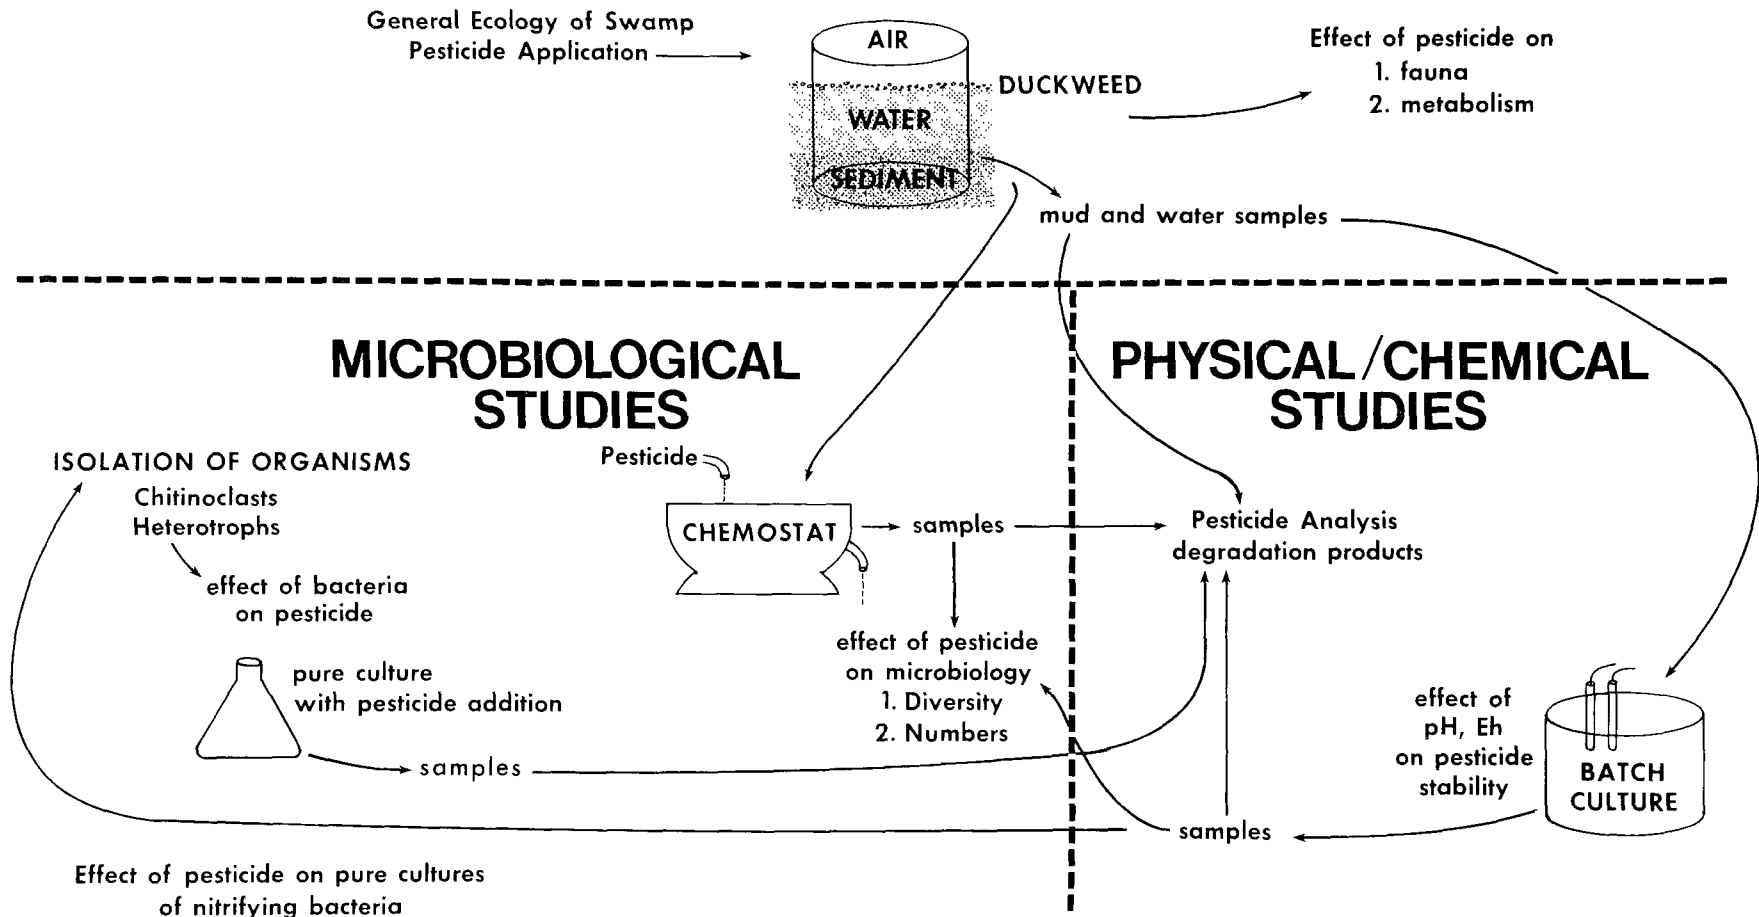 General Ecology of Swamp
Pesticide Application
AIR
DUCKWEED
WATER
SEDIMENT
Effect of pesticide on
1. fauna
2. metabolism
mud and water samples
MICROBIOLOGICAL
STUDIES
PHYSICAL/CHEMICAL
STUDIES
ISOLATION OF ORGANISMS
Chitinoclasts
Heterotrophs
effect of bacteria
on pesticide
pure culture
with pesticide addition
samples
Pesticide
CHEMOSTAT
samples
effect of pesticide
on microbiology
1. Diversity
2. Numbers
Pesticide Analysis
degradation products
effect of
pH, Eh
on pesticide
stability
BATCH
CULTURE
samples
Effect of pesticide on pure cultures
of nitrifying bacteria